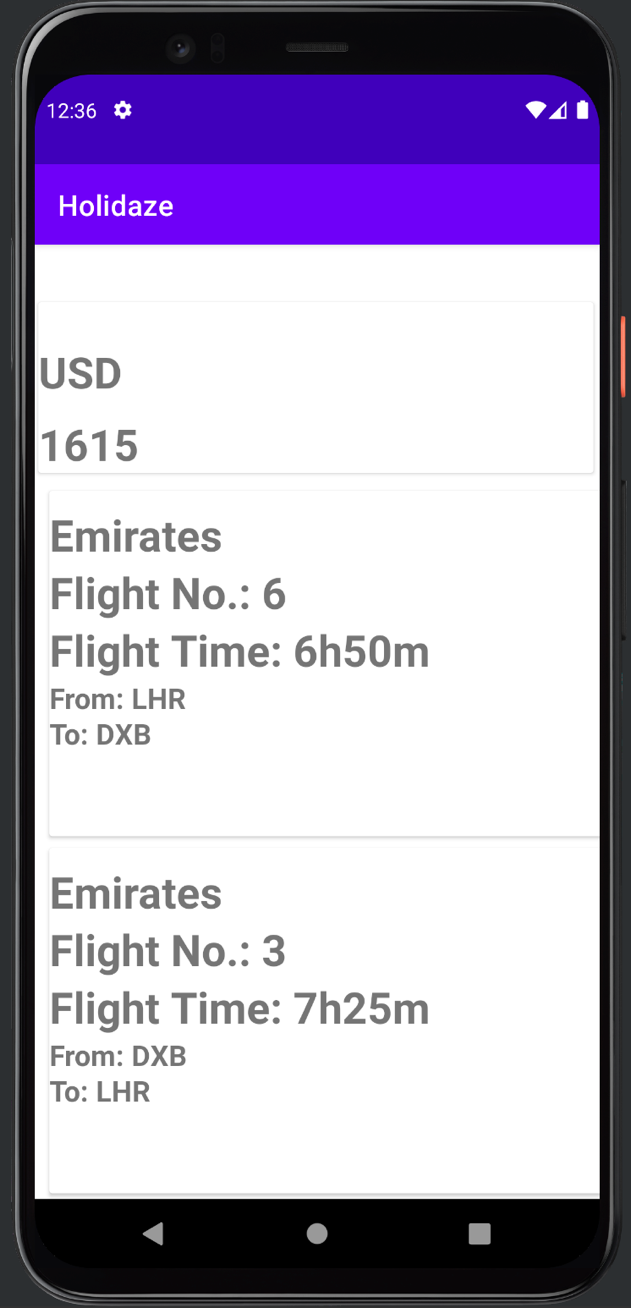 12:36
Holidaze
USD
1615
Emirates
Flight No.: 6
Flight Time: 6h50m
From: LHR
To: DXB
Emirates
Flight No.: 3
Flight Time: 7h25m
From: DXB
To: LHR